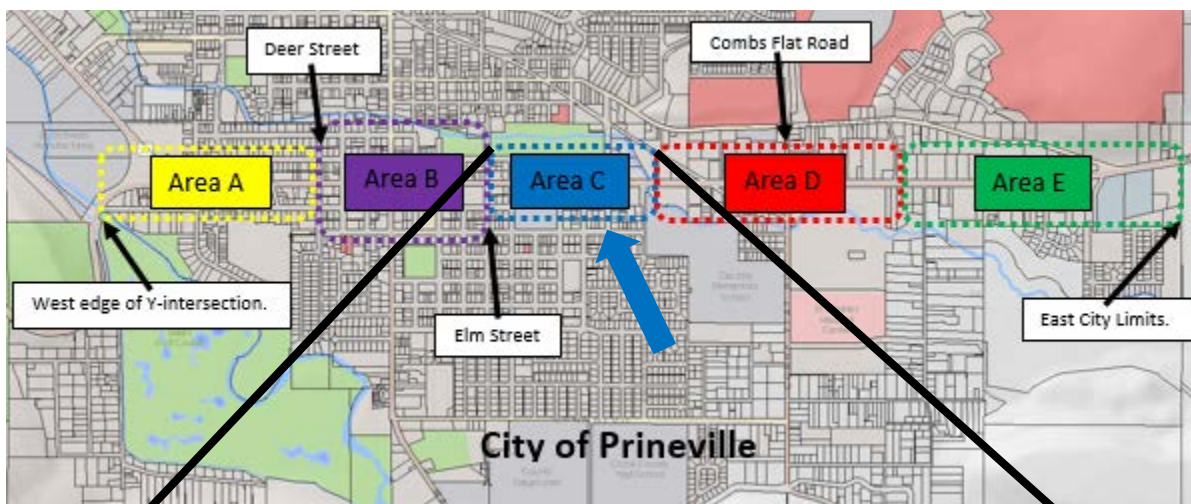 Deer Street
Combs Flat Road
Area A
Area B
Area C
Area D
Area E
West edge of Y-intersection.
Elm Street
East City Limits.
City of Prineville